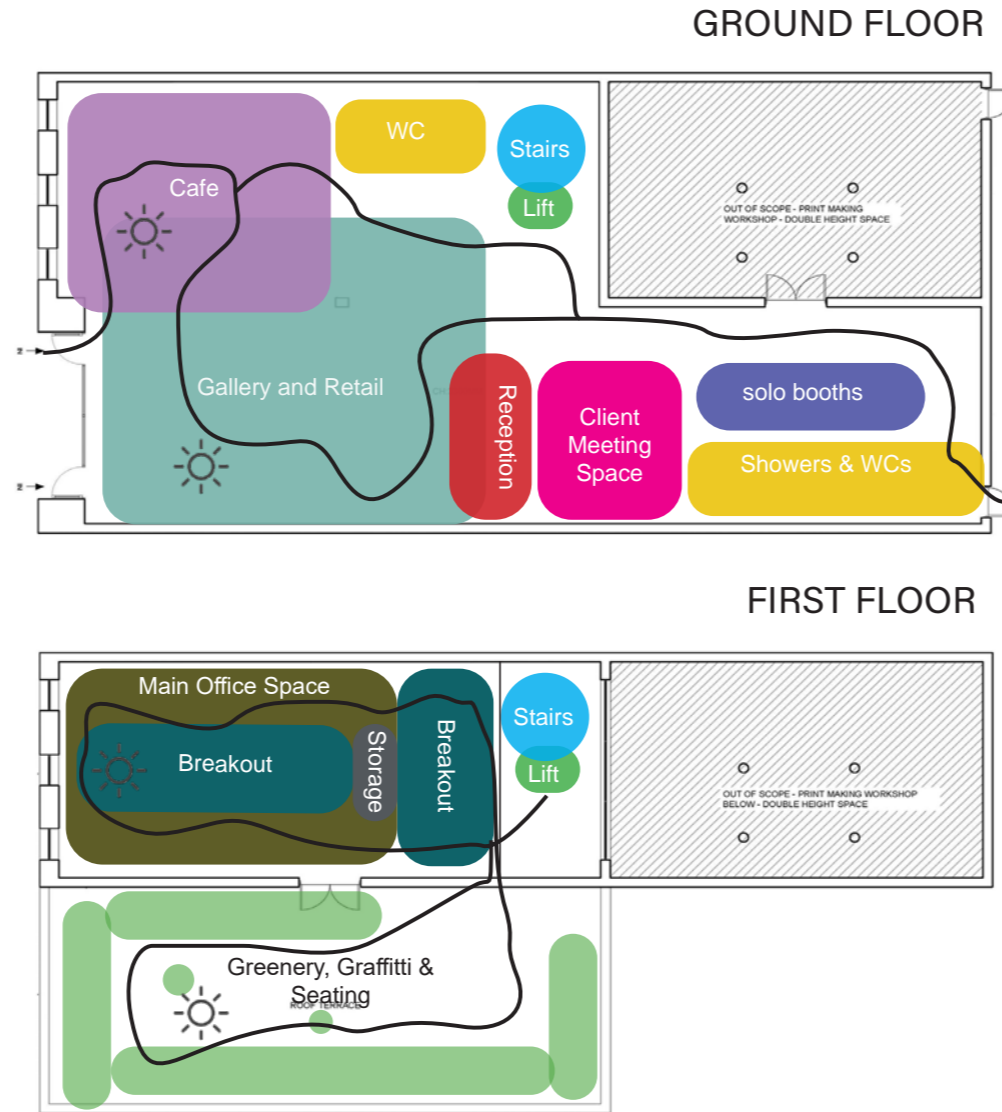 GROUND FLOOR
WC
Stairs
Cafe
Lift
OUT OF SCOPE - PRINT MAKING
WORKSHOP - DOUBLE HEIGHT SPACE
Gallery and Retail
Reception
Client
Meeting
Space
solo booths
Showers & WCs
FIRST FLOOR
Main Office Space
Breakout
Storage
Breakout
Stairs
Lift
OUT OF SCOPE - PRINT MAKING WORKSHOP
BELOW - DOUBLE HEIGHT SPACE
Greenery, Graffitti &
Seating
ROOF TERRACE